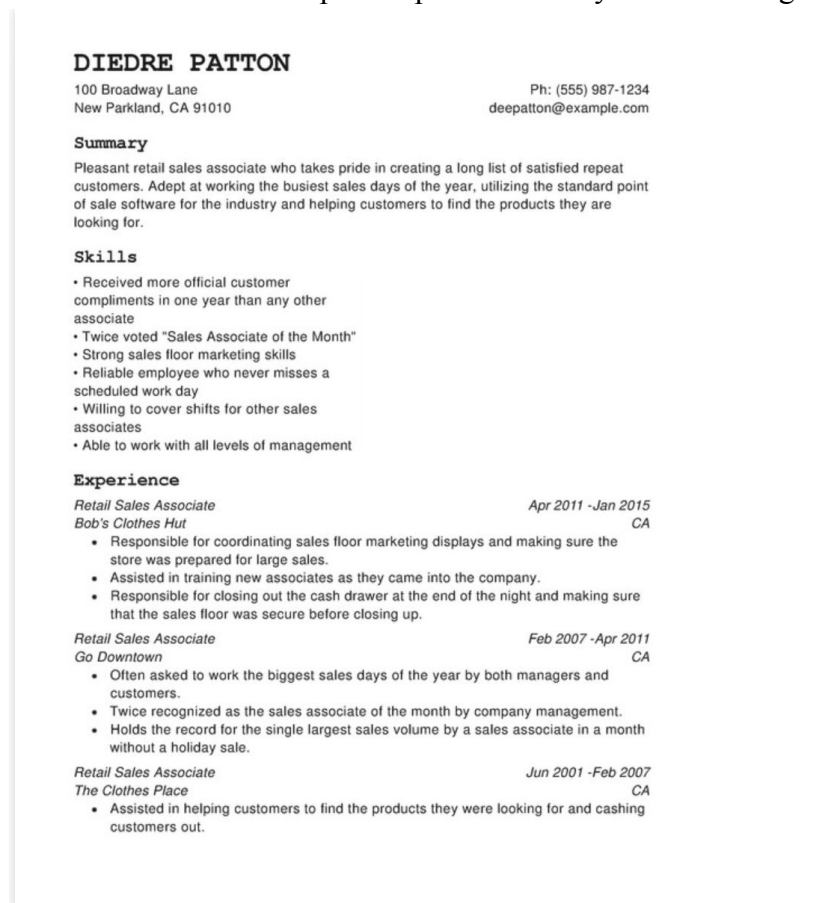 DIEDRE PATTON
100 Broadway Lane
Ph: (555) 987-1234
New Parkland, CA 91010
deepatton@example.com
Summary
Pleasant retail sales associate who takes pride in creating a long list of satisfied repeat
customers. Adept at working the busiest sales days of the year, utilizing the standard point
of sale software for the industry and helping customers to find the products they are
looking for.
Skills
• Received more official customer
compliments in one year than any other
associate
• Twice voted "Sales Associate of the Month"
• Strong sales floor marketing skills
• Reliable employee who never misses a
scheduled work day
• Willing to cover shifts for other sales
associates
• Able to work with all levels of management
Experience
Retail Sales Associate Apr 2011 -Jan 2015
Bob's Clothes Hut CA
• Responsible for coordinating sales floor marketing displays and making sure the
store was prepared for large sales.
• Assisted in training new associates as they came into the company.
• Responsible for closing out the cash drawer at the end of the night and making sure
that the sales floor was secure before closing up.
Retail Sales Associate Feb 2007 -Apr 2011
Go Downtown CA
• Often asked to work the biggest sales days of the year by both managers and
customers.
• Twice recognized as the sales associate of the month by company management.
• Holds the record for the single largest sales volume by a sales associate in a month
without a holiday sale.
Retail Sales Associate Jun 2001 -Feb 2007
The Clothes Place CA
• Assisted in helping customers to find the products they were looking for and cashing
customers out.